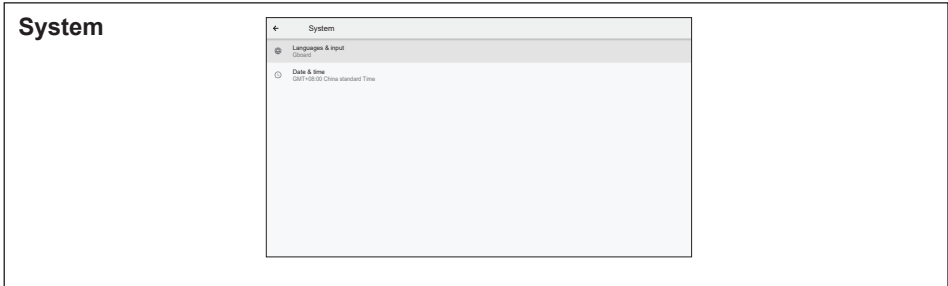 System
System
Languages & input
Gboard
Date & time
GMT+08:00 China standard Time